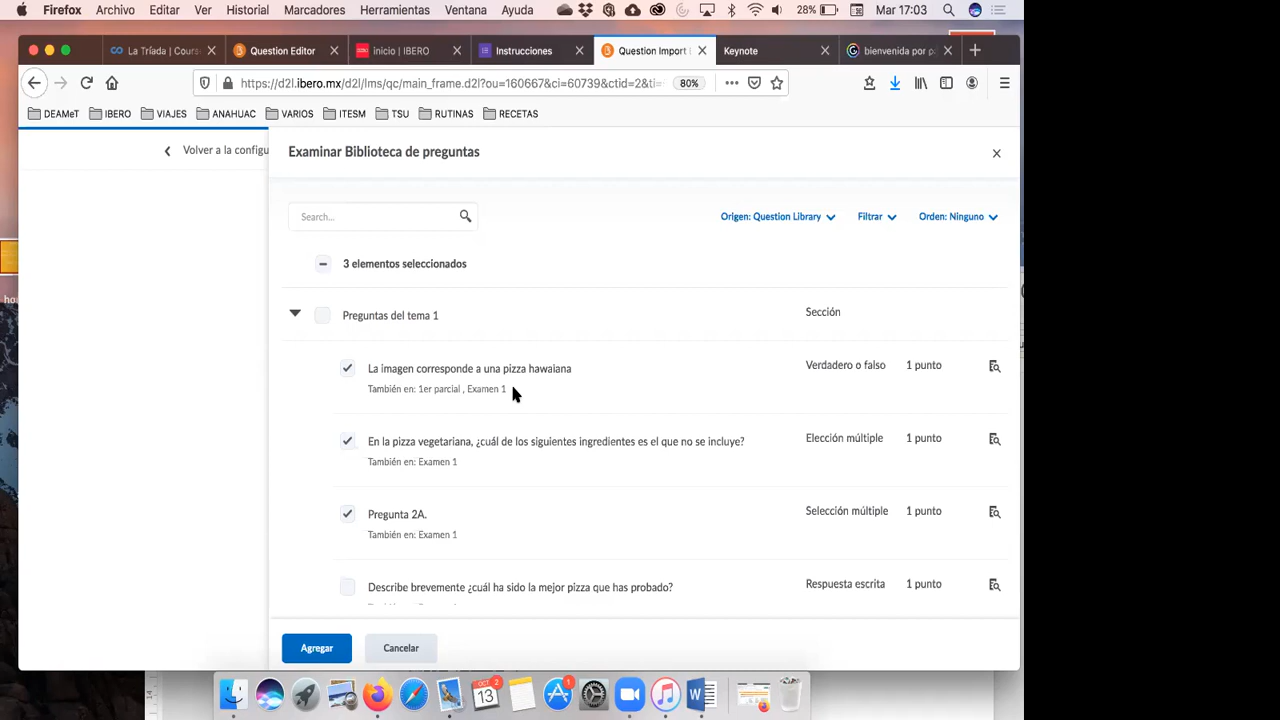 Firefox Archivo Editar Ver Historial Marcadores Herramientas Ventana Ayuda 28% Mar 17:03
La Tríada | Cours Question Editor inicio | IBERO Instrucciones Question Import Keynote bienvenida por po
https://d2l.ibero.mx/d2l/lms/qc/main_frame.d2l?ou=160667&ci=60739&ctid=2&ti= 80%
DEAMeT IBERO VIAJES ANAHUAC VARIOS ITESM TSU RUTINAS RECETAS
Volver a la configu
Examinar Biblioteca de preguntas
Search...
Origen: Question Library Filtrar Orden: Ninguno
3 elementos seleccionados
Preguntas del tema 1 Sección
La imagen corresponde a una pizza hawaiana Verdadero o falso 1 punto
También en: 1er parcial , Examen 1
En la pizza vegetariana, ¿cuál de los siguientes ingredientes es el que no se incluye? Elección múltiple 1 punto
También en: Examen 1
Pregunta 2A. Selección múltiple 1 punto
También en: Examen 1
Describe brevemente ¿cuál ha sido la mejor pizza que has probado? Respuesta escrita 1 punto
Agregar Cancelar
OCT 2
13
1
14